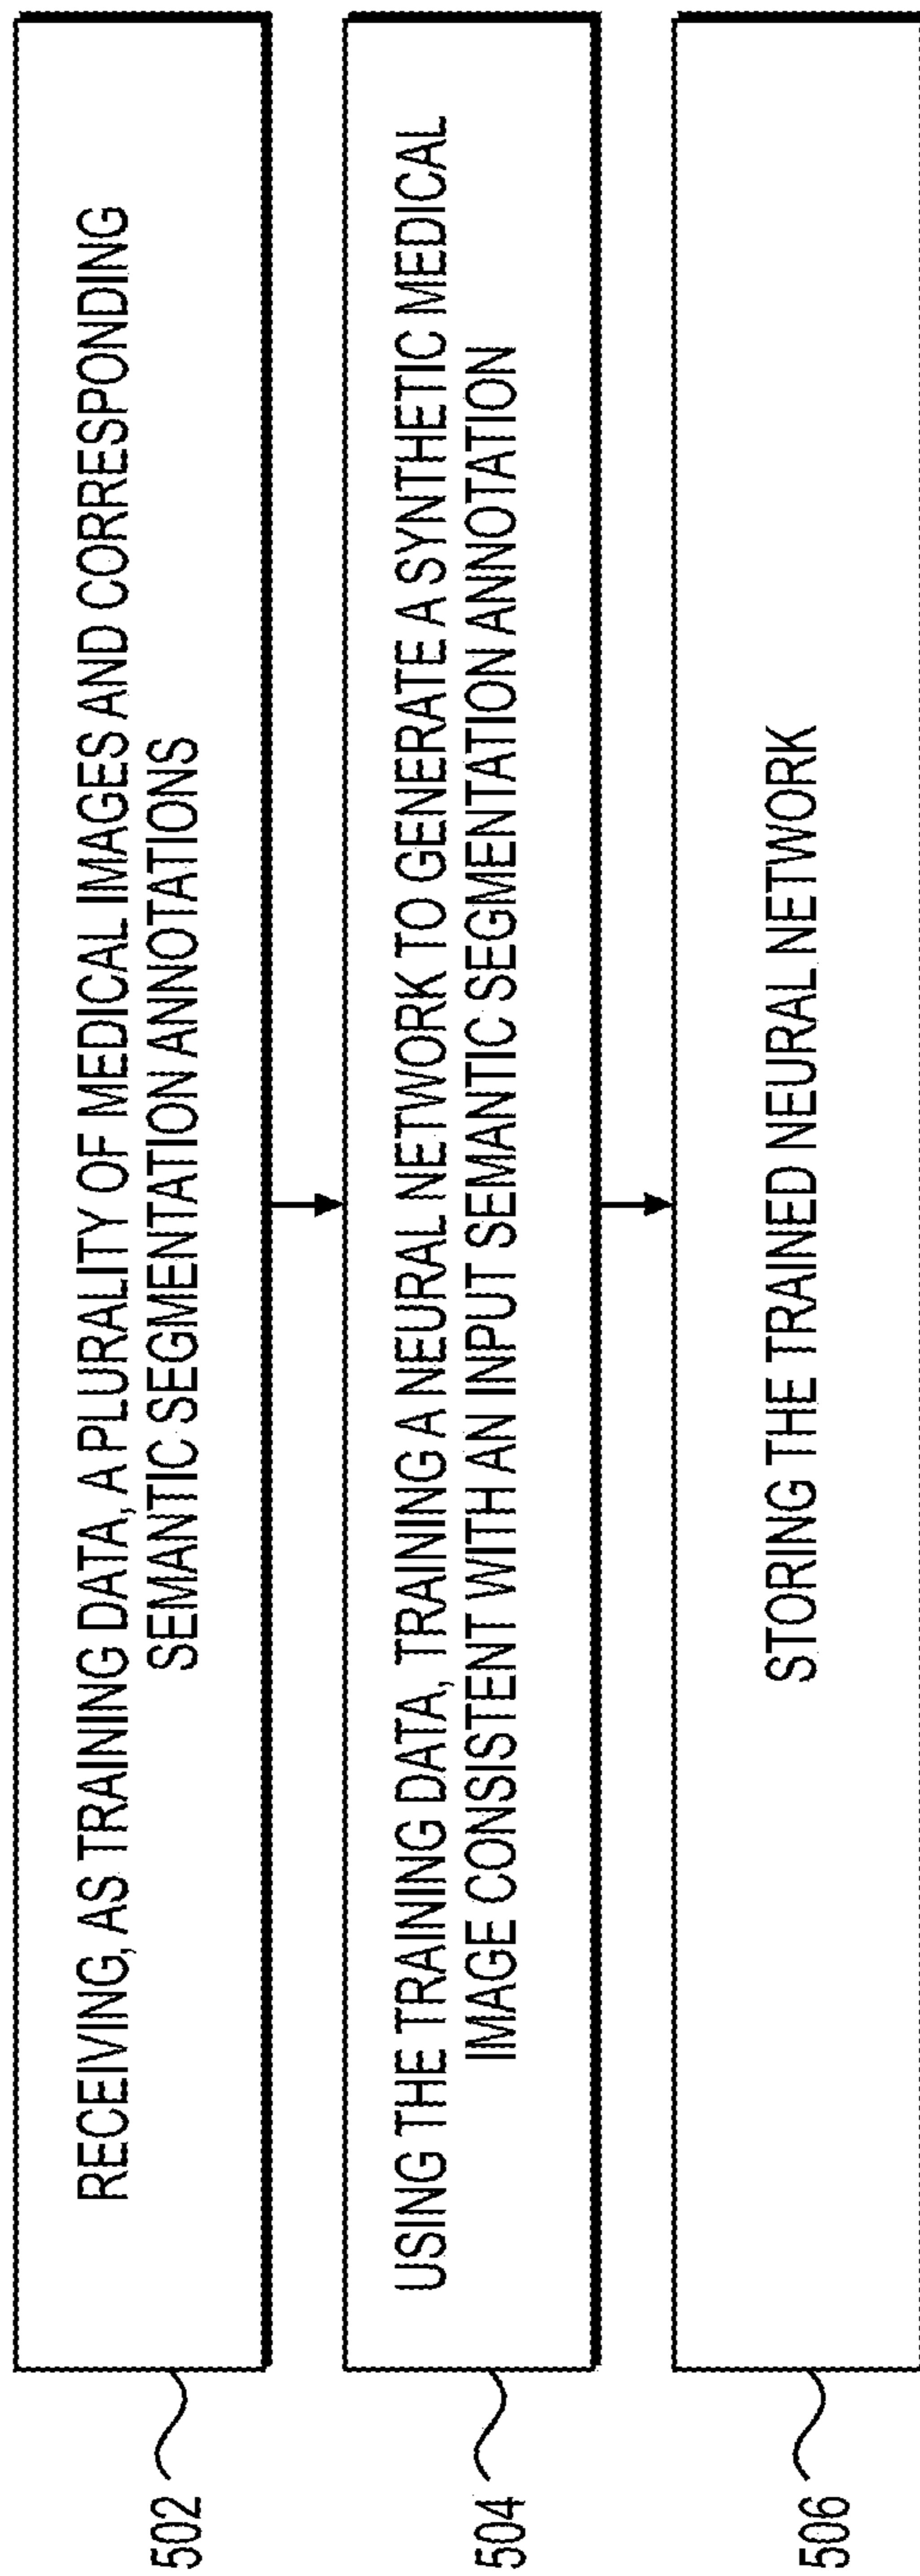 RECEIVING, AS TRAINING DATA, A PLURALITY OF MEDICAL IMAGES AND CORRESPONDING
SEMANTIC SEGMENTATION ANNOTATIONS
502
USING THE TRAINING DATA, TRAINING A NEURAL NETWORK TO GENERATE A SYNTHETIC MEDICAL
IMAGE CONSISTENT WITH AN INPUT SEMANTIC SEGMENTATION ANNOTATION
504
STORING THE TRAINED NEURAL NETWORK
506